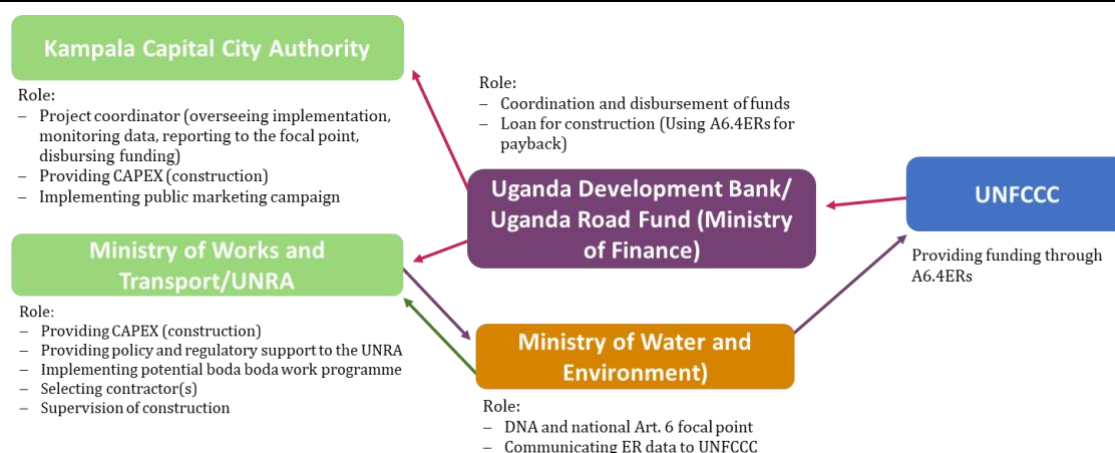 Kampala Capital City Authority
Role:
– Project coordinator (overseeing implementation,
monitoring data, reporting to the focal point,
disbursing funding)
– Providing CAPEX (construction)
– Implementing public marketing campaign
Ministry of Works and
Transport/UNRA
Role:
– Providing CAPEX (construction)
– Providing policy and regulatory support to the UNRA
– Implementing potential boda boda work programme
– Selecting contractor(s)
– Supervision of construction
Role:
– Coordination and disbursement of funds
– Loan for construction (Using A6.4ERs for
payback)
Uganda Development Bank/
Uganda Road Fund (Ministry
of Finance)
Ministry of Water and
Environment)
Role:
– DNA and national Art. 6 focal point
– Communicating ER data to UNFCCC
UNFCCC
Providing funding through
A6.4ERs